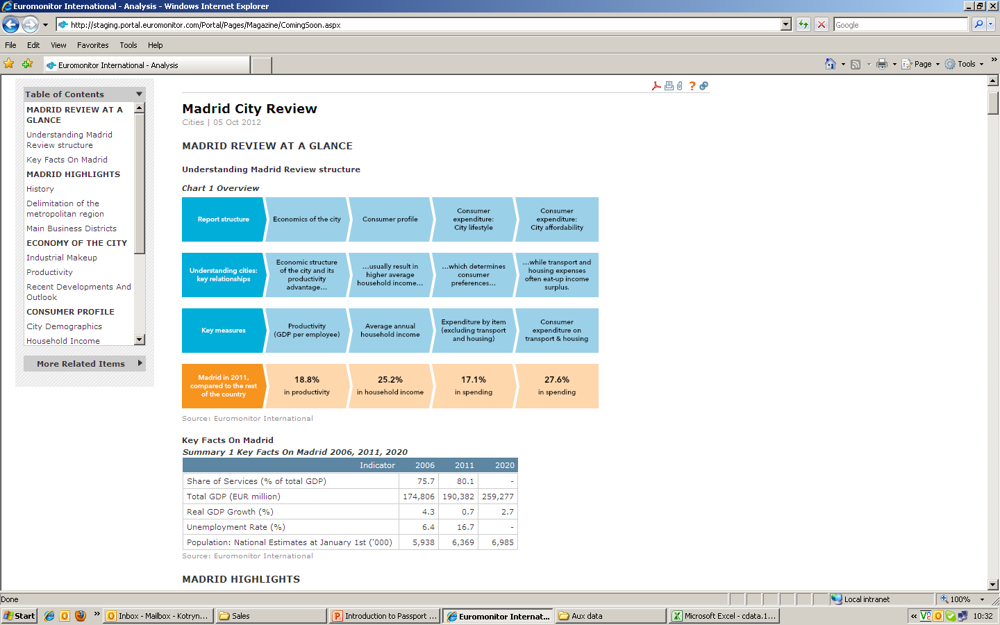 Euromonitor International - Analysis - Windows Internet Explorer
http://staging.portal.euromonitor.com/Portal/Pages/Magazine/ComingSoon.aspx
Google
File Edit View Favorites Tools Help
Euromonitor International - Analysis
Page Tools
Table of Contents
MADRID REVIEW AT A
GLANCE
Understanding Madrid
Review structure
Key Facts On Madrid
MADRID HIGHLIGHTS
History
Delimitation of the
metropolitan region
Main Business Districts
ECONOMY OF THE CITY
Industrial Makeup
Productivity
Recent Developments And
Outlook
CONSUMER PROFILE
City Demographics
Household Income
More Related Items
Madrid City Review
Cities | 05 Oct 2012
MADRID REVIEW AT A GLANCE
Understanding Madrid Review structure
Chart 1 Overview
Report structure
Economics of the city
Consumer profile
Consumer
expenditure:
City lifestyle
Consumer
expenditure:
City affordability
Understanding cities:
key relationships
Economic structure
of the city and its
productivity
advantage...
...usually result in
higher average
household income...
...which determines
consumer
preferences...
...while transport and
housing expenses
often eat-up income
surplus.
Key measures
Productivity
(GDP per employee)
Average annual
household income
Expenditure by item
(excluding transport
and housing)
Consumer
expenditure on
transport & housing
Madrid in 2011,
compared to the rest
of the country
18.8%
in productivity
25.2%
in household income
17.1%
in spending
27.6%
in spending
Source: Euromonitor International
Key Facts On Madrid
Summary 1 Key Facts On Madrid 2006, 2011, 2020
Indicator 2006 2011 2020
Share of Services (% of total GDP) 75.7 80.1 -
Total GDP (EUR million) 174,806 190,382 259,277
Real GDP Growth (%) 4.3 0.7 2.7
Unemployment Rate (%) 6.4 16.7 -
Population: National Estimates at January 1st ('000) 5,938 6,369 6,985
Source: Euromonitor International
MADRID HIGHLIGHTS
Done Local intranet 100%
Start Inbox - Mailbox - Kotryn... Sales Introduction to Passport ... Euromonitor Internat... Aux data Microsoft Excel - cdata.1... 10:32